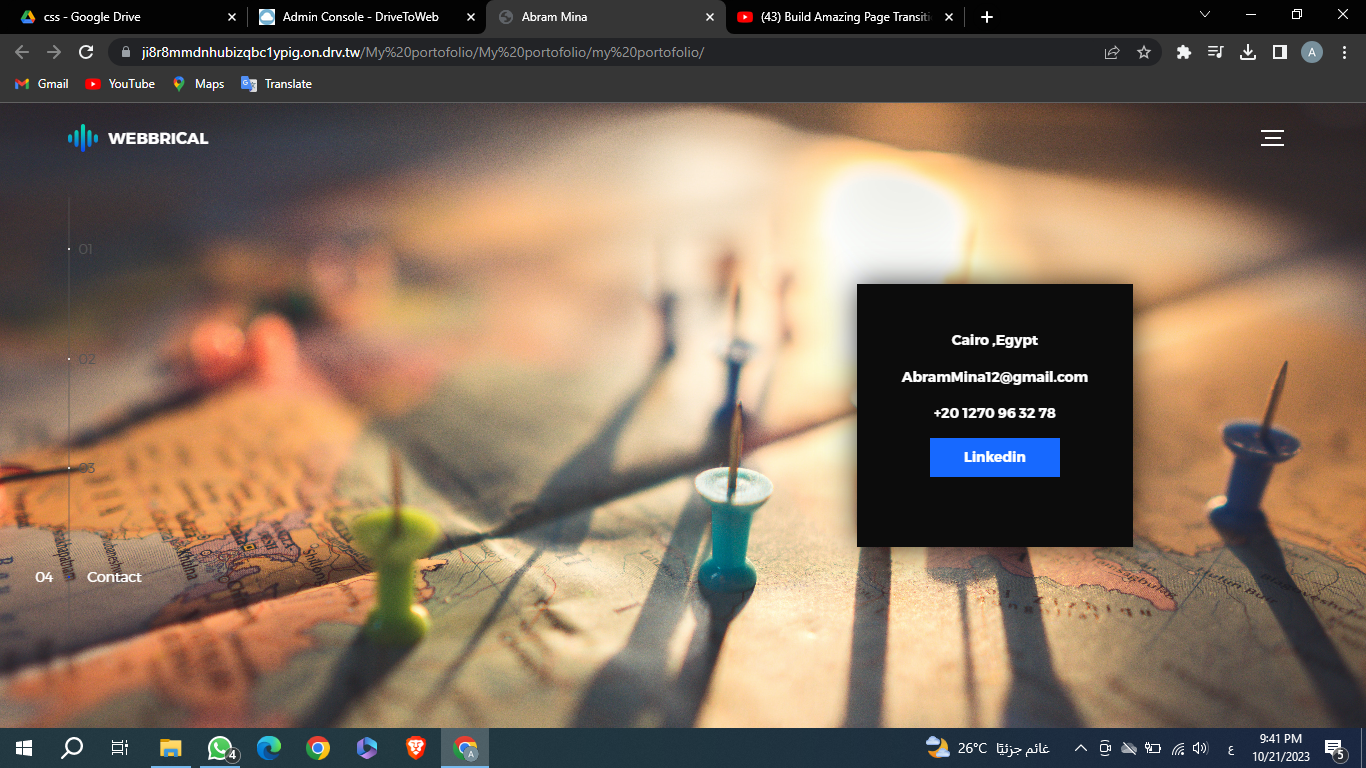 css - Google Drive
Admin Console - DriveToWeb
Abram Mina
(43) Build Amazing Page Transiti
ji8r8mmdnhubizqbc1ypig.on.drv.tw/My%20portofolio/My%20portofolio/my%20portofolio/
A
Gmail
YouTube
Maps
Translate
WEBBRICAL
01
02
03
04 Contact
Cairo ,Egypt
AbramMina12@gmail.com
+20 1270 96 32 78
Linkedin
4
A
26°C غائم جزئيًا
ع
9:41 PM
10/21/2023
5